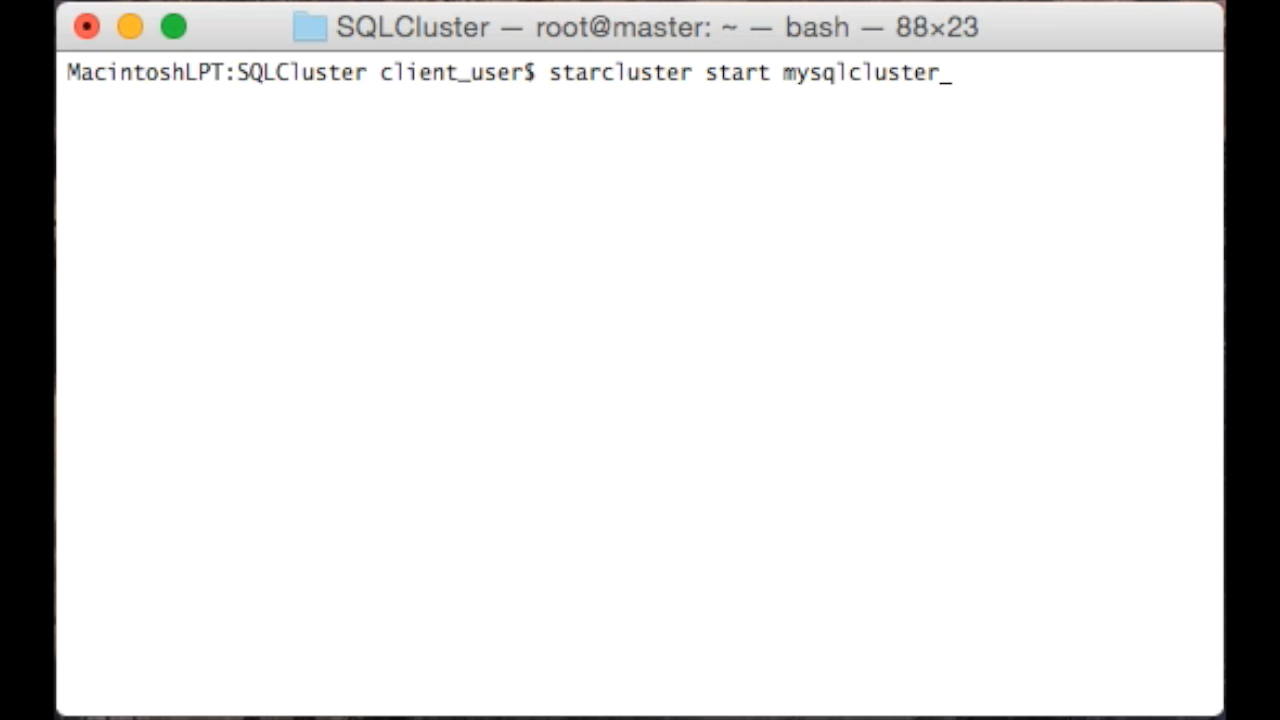 SQLCluster — root@master: ~ — bash — 88×23
MacintoshLPT:SQLCluster client_user$ starcluster start mysqlcluster_